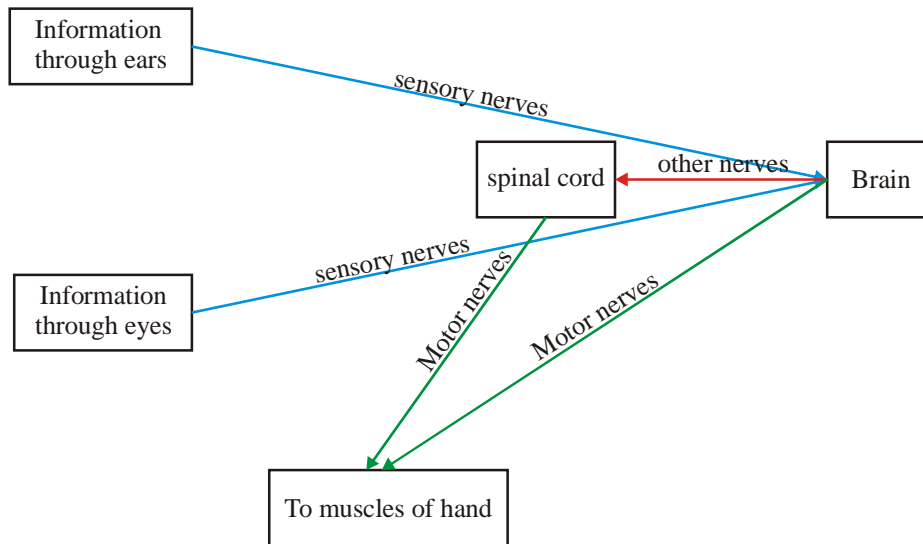 Information
through ears
sensory nerves
other nerves
spinal cord
Brain
sensory nerves
Information
through eyes
Motor nerves
Motor nerves
To muscles of hand